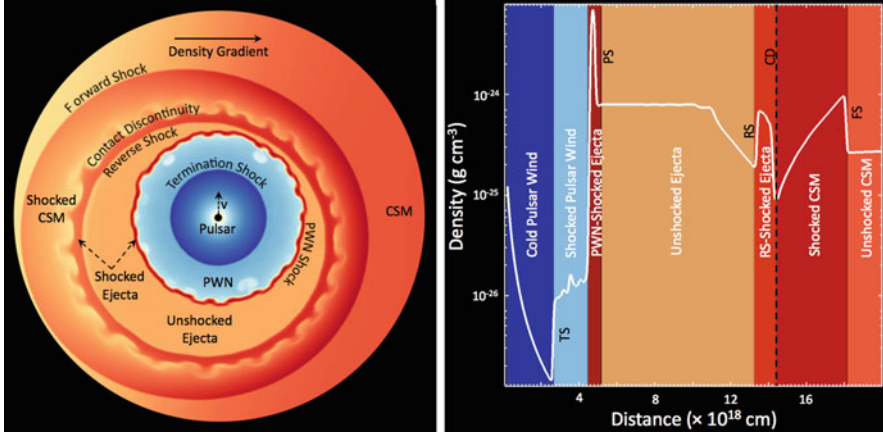 Density Gradient
Forward Shock
Contact Discontinuity
Reverse Shock
Termination Shock
Shocked
CSM
v
Pulsar
CSM
PWN Shock
Shocked
Ejecta
PWN
Unshocked
Ejecta
Density (g cm-3)
10-24
10-25
10-26
Cold Pulsar Wind
TS
Shocked Pulsar Wind
PWN-Shocked Ejecta
PS
Unshocked Ejecta
RS
RS-Shocked Ejecta
CD
Shocked CSM
FS
Unshocked CSM
4
8
12
16
Distance (× 1018 cm)